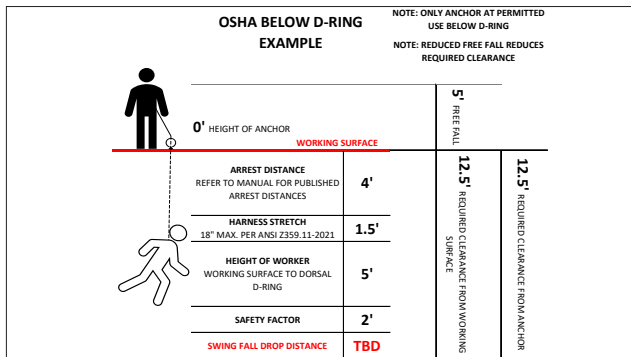 OSHA BELOW D-RING
EXAMPLE
NOTE: ONLY ANCHOR AT PERMITTED
USE BELOW D-RING
NOTE: REDUCED FREE FALL REDUCES
REQUIRED CLEARANCE
0' HEIGHT OF ANCHOR
WORKING SURFACE
5' FREE FALL
ARREST DISTANCE
REFER TO MANUAL FOR PUBLISHED
ARREST DISTANCES
4'
HARNESS STRETCH
18" MAX. PER ANSI Z359.11-2021
1.5'
HEIGHT OF WORKER
WORKING SURFACE TO DORSAL
D-RING
5'
SAFETY FACTOR
2'
SWING FALL DROP DISTANCE
TBD
12.5' REQUIRED CLEARANCE FROM WORKING
SURFACE
12.5' REQUIRED CLEARANCE FROM ANCHOR